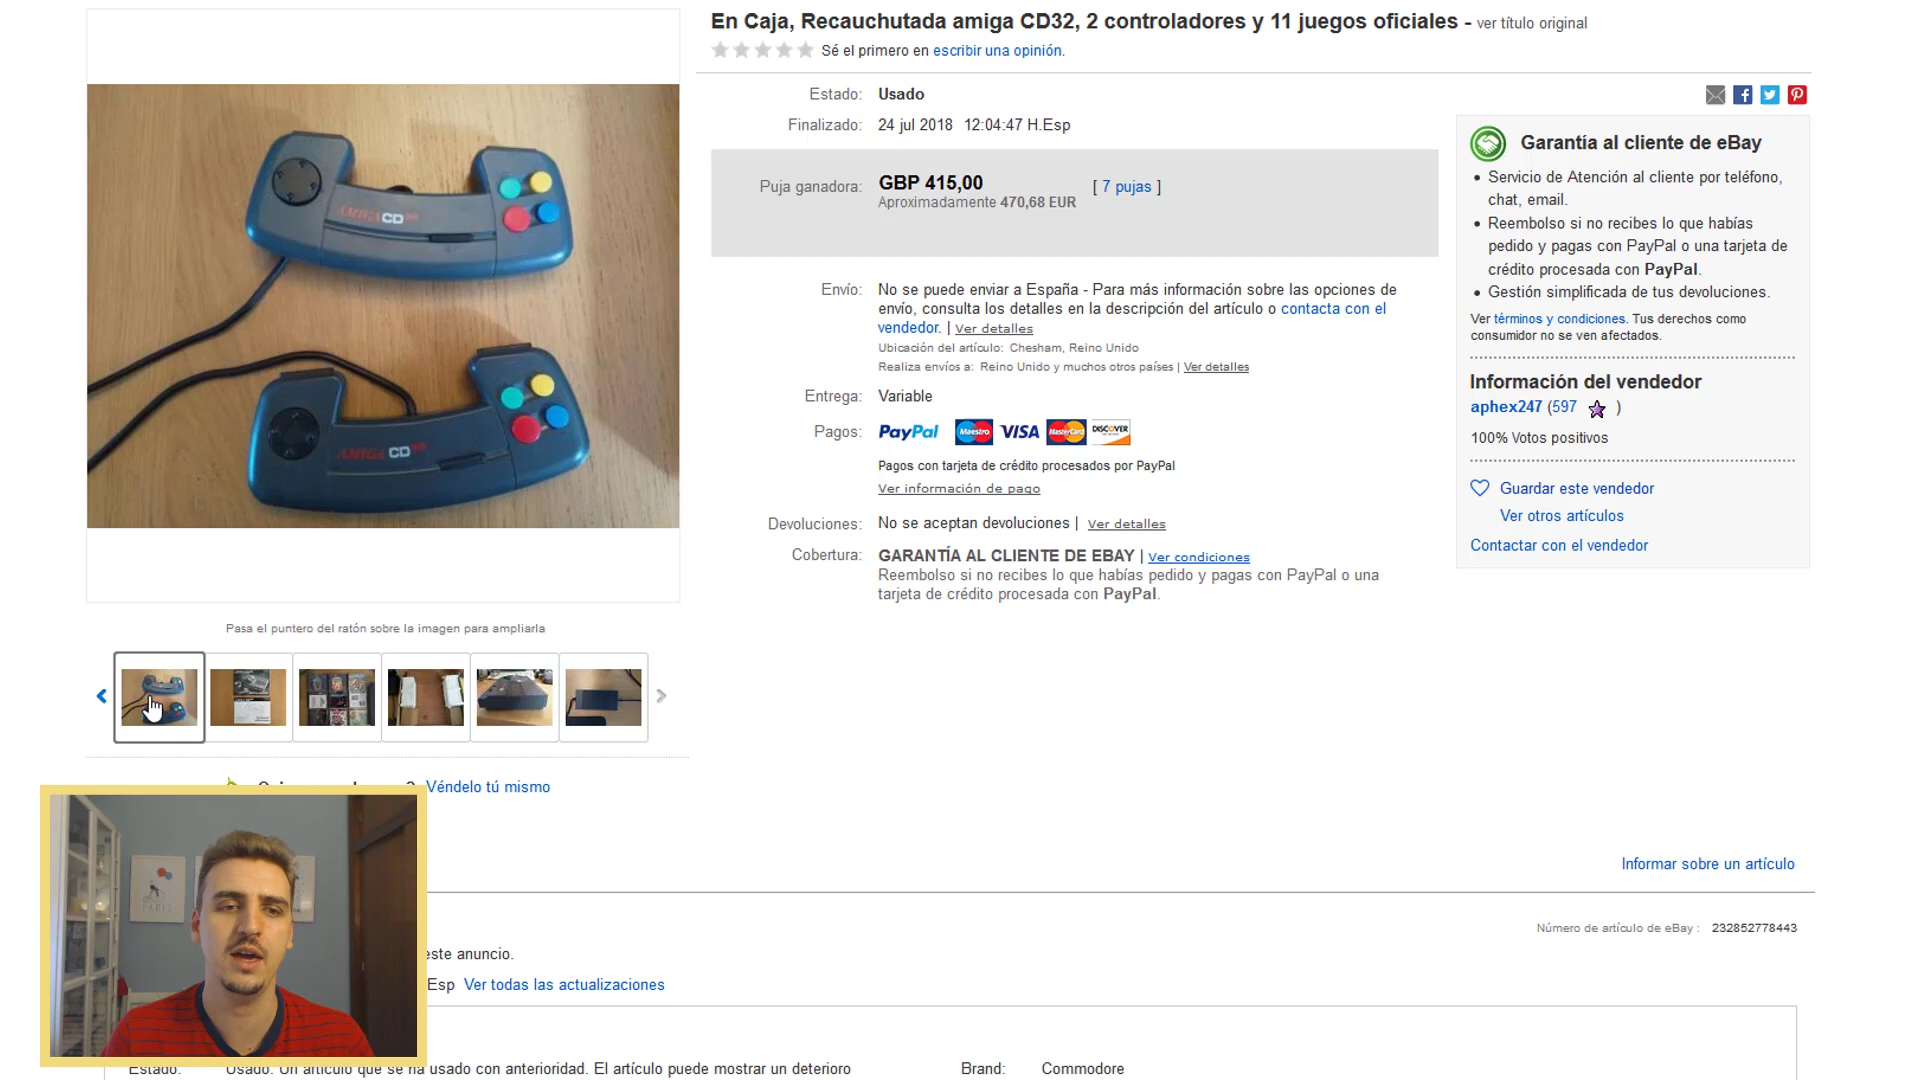 En Caja, Recauchutada amiga CD32, 2 controladores y 11 juegos oficiales - ver título original
Sé el primero en escribir una opinión.
Estado: Usado
Finalizado: 24 jul 2018 12:04:47 H.Esp
Puja ganadora: GBP 415,00 [ 7 pujas ]
Aproximadamente 470,68 EUR
Envío: No se puede enviar a España - Para más información sobre las opciones de
envío, consulta los detalles en la descripción del artículo o contacta con el
vendedor. | Ver detalles
Ubicación del artículo: Chesham, Reino Unido
Realiza envíos a: Reino Unido y muchos otros países | Ver detalles
Entrega: Variable
Pagos: PayPal Maestro VISA MasterCard DISCOVER
Pagos con tarjeta de crédito procesados por PayPal
Ver información de pago
Devoluciones: No se aceptan devoluciones | Ver detalles
Cobertura: GARANTÍA AL CLIENTE DE EBAY | Ver condiciones
Reembolso si no recibes lo que habías pedido y pagas con PayPal o una
tarjeta de crédito procesada con PayPal.
Garantía al cliente de eBay
• Servicio de Atención al cliente por teléfono,
chat, email.
• Reembolso si no recibes lo que habías
pedido y pagas con PayPal o una tarjeta de
crédito procesada con PayPal.
• Gestión simplificada de tus devoluciones.
Ver términos y condiciones. Tus derechos como
consumidor no se ven afectados.
Información del vendedor
aphex247 (597 )
100% Votos positivos
Guardar este vendedor
Ver otros artículos
Contactar con el vendedor
AMIGA CD32
AMIGA CD32
Pasa el puntero del ratón sobre la imagen para ampliarla
Véndelo tú mismo
Informar sobre un artículo
Número de artículo de eBay : 232852778443
este anuncio.
Esp Ver todas las actualizaciones
PARIS
Estado: Usado: Un artículo que se ha usado con anterioridad. El artículo puede mostrar un deterioro
Brand: Commodore